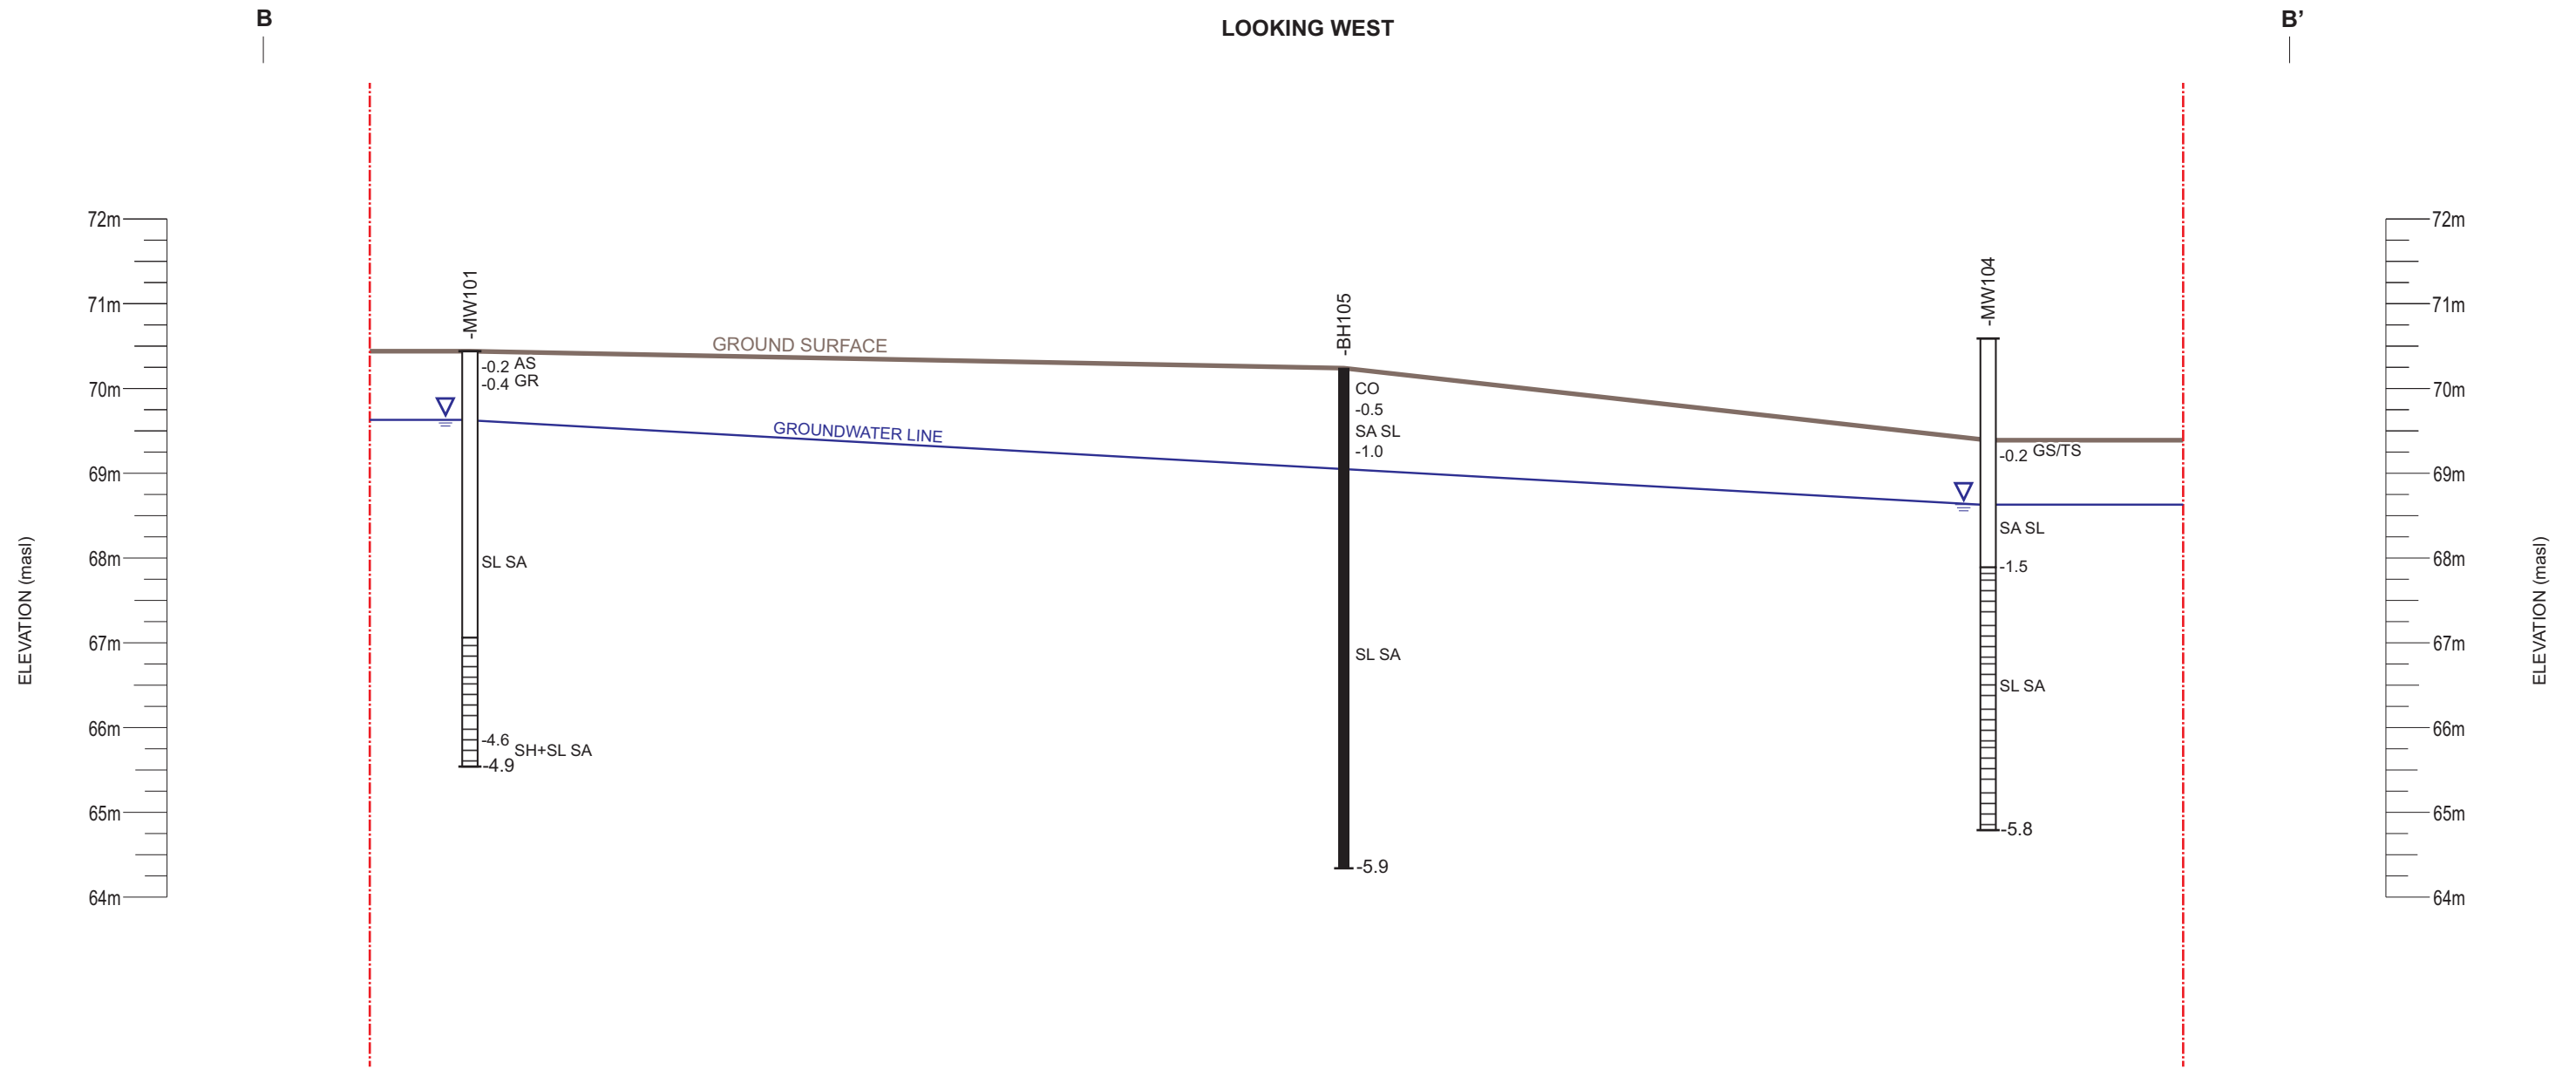 B
LOOKING WEST
B’
72m
71m
70m
69m
68m
67m
66m
65m
64m
ELEVATION (masl)
-MW101
-0.2 AS
-0.4 GR
SL SA
-4.6
SH+SL SA
-4.9
GROUND SURFACE
GROUNDWATER LINE
-BH105
CO
-0.5
SA SL
-1.0
SL SA
-5.9
-MW104
-0.2 GS/TS
SA SL
-1.5
SL SA
-5.8
72m
71m
70m
69m
68m
67m
66m
65m
64m
ELEVATION (masl)